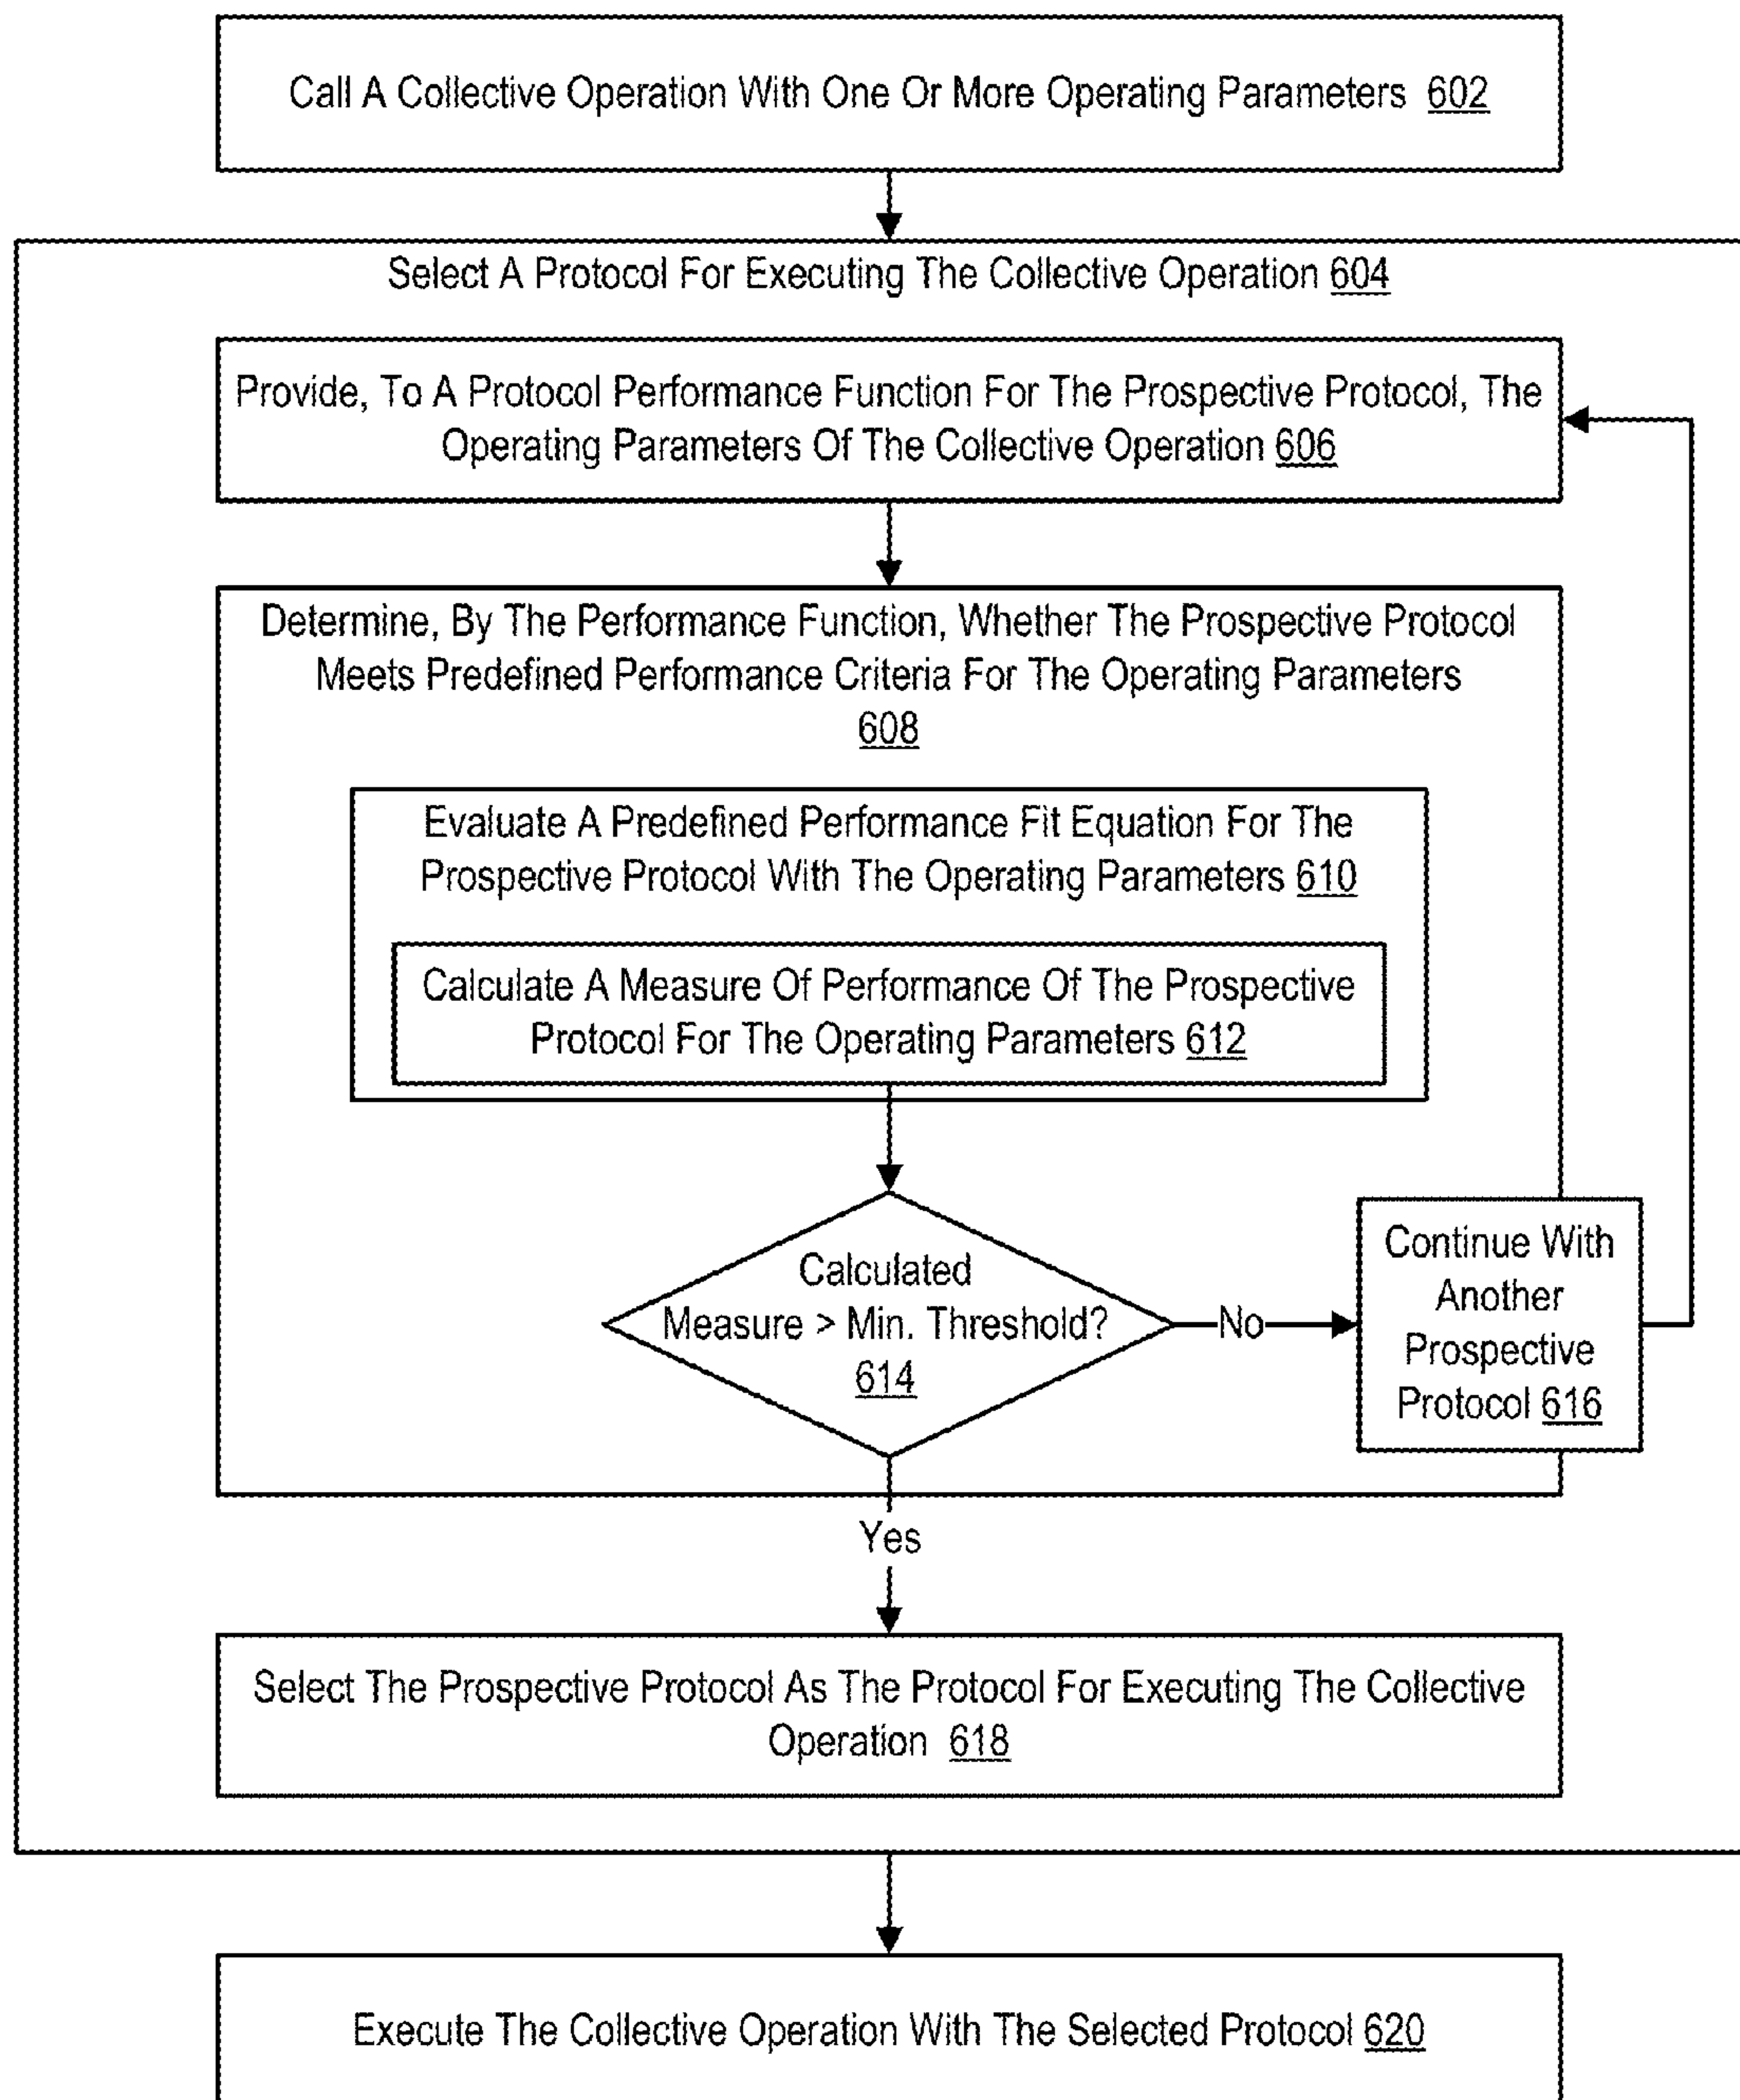 Call A Collective Operation With One Or More Operating Parameters 602
Select A Protocol For Executing The Collective Operation 604
Provide, To A Protocol Performance Function For The Prospective Protocol, The
Operating Parameters Of The Collective Operation 606
Determine, By The Performance Function, Whether The Prospective Protocol
Meets Predefined Performance Criteria For The Operating Parameters
608
Evaluate A Predefined Performance Fit Equation For The
Prospective Protocol With The Operating Parameters 610
Calculate A Measure Of Performance Of The Prospective
Protocol For The Operating Parameters 612
Calculated
Measure > Min. Threshold?
614
No
Continue With
Another
Prospective
Protocol 616
Yes
Select The Prospective Protocol As The Protocol For Executing The Collective
Operation 618
Execute The Collective Operation With The Selected Protocol 620